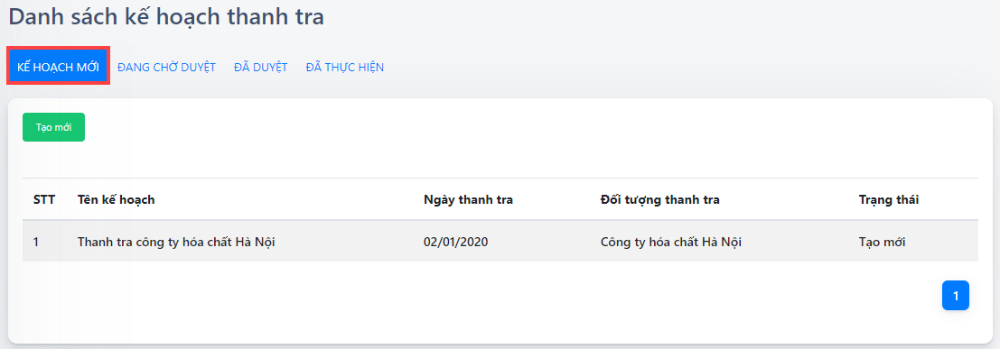 Danh sách kế hoạch thanh tra
KẾ HOẠCH MỚI ĐANG CHỜ DUYỆT ĐÃ DUYỆT ĐÃ THỰC HIỆN
Tạo mới
STT Tên kế hoạch Ngày thanh tra Đối tượng thanh tra Trạng thái
1 Thanh tra công ty hóa chất Hà Nội 02/01/2020 Công ty hóa chất Hà Nội Tạo mới
1